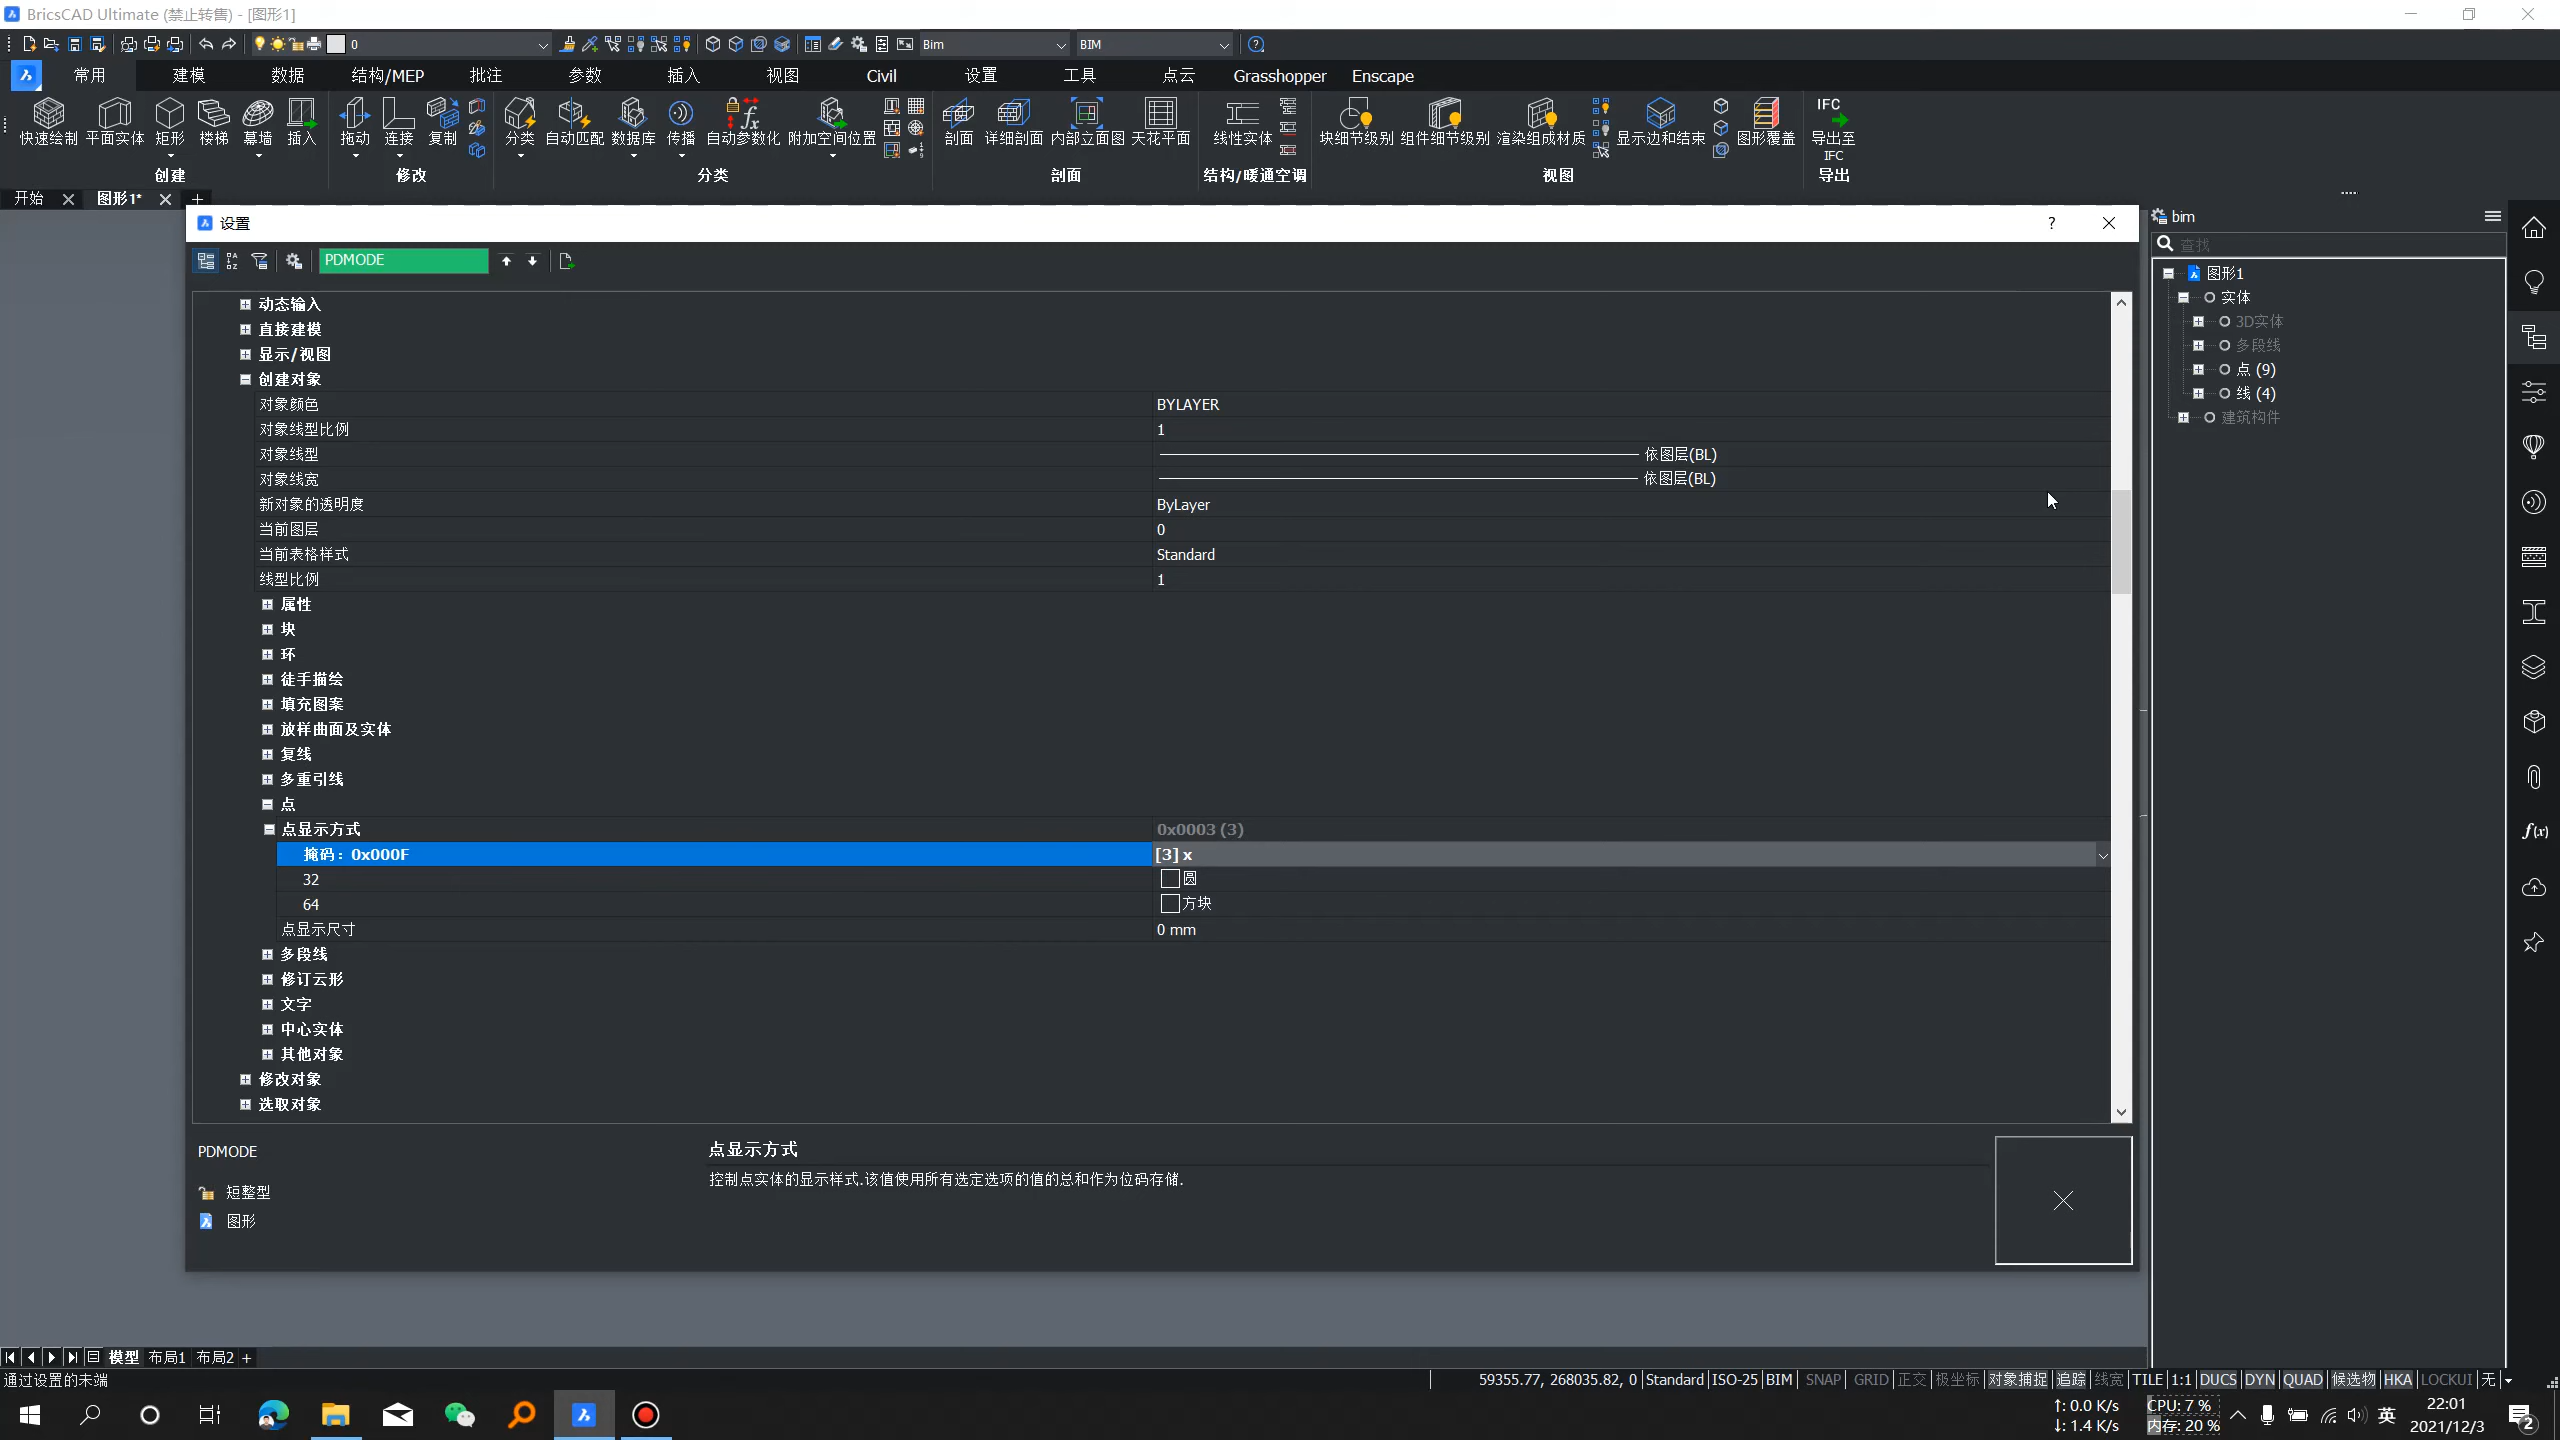 BricsCAD Ultimate (禁止转售) - [图形1]
0
Bim
BIM
常用 建模 数据 结构/MEP 批注 参数 插入 视图 Civil 设置 工具 点云 Grasshopper Enscape
快速绘制 平面实体 矩形 楼梯 幕墙 插入 拖动 连接 复制 分类 自动匹配 数据库 传播 自动参数化 附加空间位置 剖面 详细剖面 内部立面图 天花平面 线性实体 块细节级别 组件细节级别 渲染组成材质 显示边和结束 图形覆盖 IFC 导出至 IFC
创建 修改 分类 剖面 结构/暖通空调 视图 导出
开始 图形1*
设置
PDMODE
动态输入
直接建模
显示/视图
创建对象
对象颜色 BYLAYER
对象线型比例 1
对象线型 依图层(BL)
对象线宽 依图层(BL)
新对象的透明度 ByLayer
当前图层 0
当前表格样式 Standard
线型比例 1
属性
块
环
徒手描绘
填充图案
放样曲面及实体
复线
多重引线
点
点显示方式 0x0003 (3)
掩码: 0x000F [3] x
32 圆
64 方块
点显示尺寸 0 mm
多段线
修订云形
文字
中心实体
其他对象
修改对象
选取对象
PDMODE
短整型
图形
点显示方式
控制点实体的显示样式.该值使用所有选定选项的值的总和作为位码存储.
bim
查找
图形1
实体
3D实体
多段线
点 (9)
线 (4)
建筑构件
模型 布局1 布局2 +
通过设置的未端
59355.77, 268035.82, 0 Standard ISO-25 BIM SNAP GRID 正交 极坐标 对象捕捉 追踪 线宽 TILE 1:1 DUCS DYN QUAD 候选物 HKA LOCKUI 无
↑: 0.0 K/s
↓: 1.4 K/s
CPU: 7 %
内存: 20 %
英
22:01
2021/12/3
2